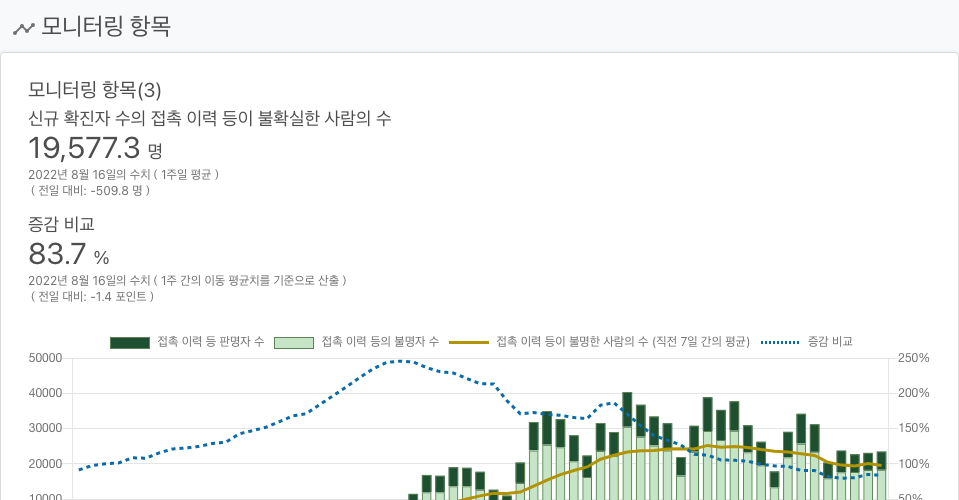 모니터링 항목
모니터링 항목(3)
신규 확진자 수의 접촉 이력 등이 불확실한 사람의 수
19,577.3 명
2022년 8월 16일의 수치 ( 1주일 평균 )
( 전일 대비: -509.8 명 )
증감 비교
83.7 %
2022년 8월 16일의 수치 ( 1주 간의 이동 평균치를 기준으로 산출 )
( 전일 대비: -1.4 포인트 )
접촉 이력 등 판명자 수 접촉 이력 등의 불명자 수 접촉 이력 등이 불명한 사람의 수 (직전 7일 간의 평균) 증감 비교
50000 250%
40000 200%
30000 150%
20000 100%
10000 50%